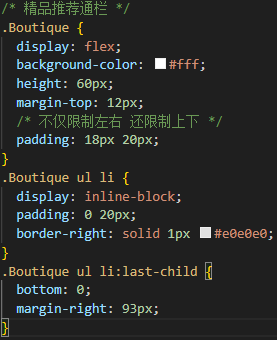 /* 精品推荐通栏 */
.Boutique {
  display: flex;
  background-color: #fff;
  height: 60px;
  margin-top: 12px;
  /* 不仅限制左右 还限制上下 */
  padding: 18px 20px;
}
.Boutique ul li {
  display: inline-block;
  padding: 0 20px;
  border-right: solid 1px #e0e0e0;
}
.Boutique ul li:last-child {
  bottom: 0;
  margin-right: 93px;
}